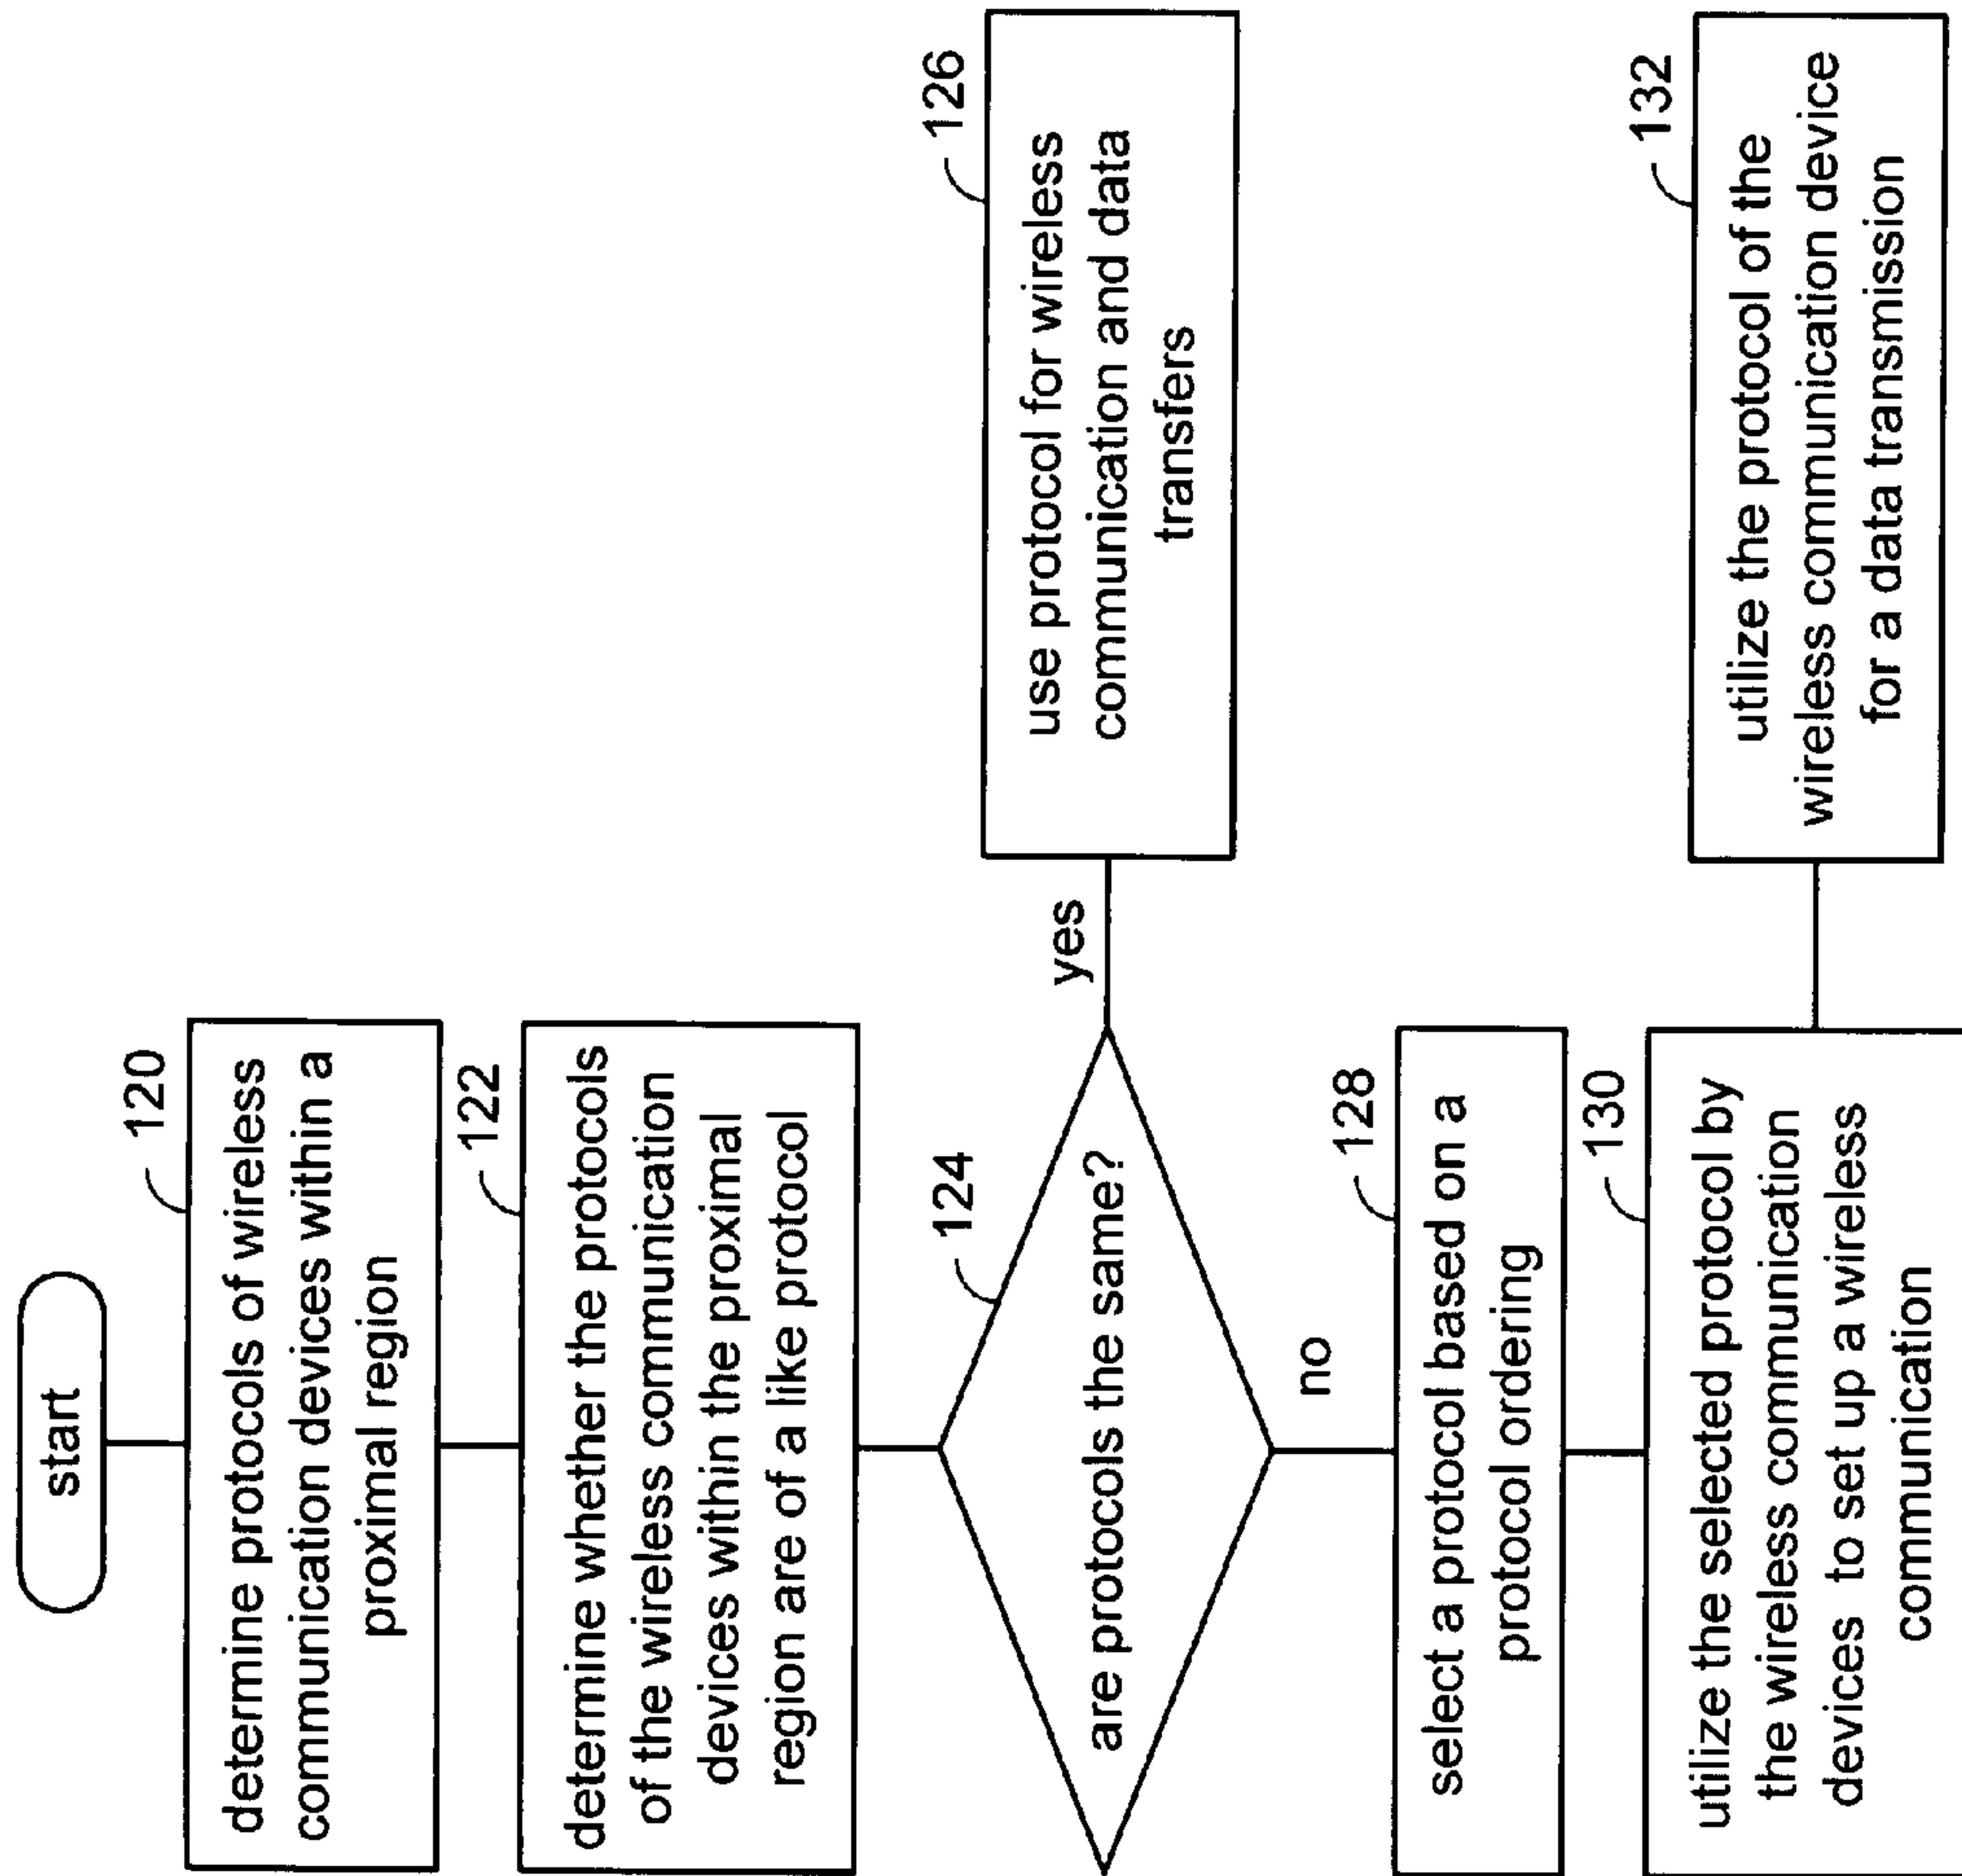 start
120
determine protocols of wireless
communication devices within a
proximal region
122
determine whether the protocols
of the wireless communication
devices within the proximal
region are of a like protocol
124
are protocols the same?
yes
126
use protocol for wireless
communication and data
transfers
no
128
select a protocol based on a
protocol ordering
130
utilize the selected protocol by
the wireless communication
devices to set up a wireless
communication
132
utilize the protocol of the
wireless communication device
for a data transmission